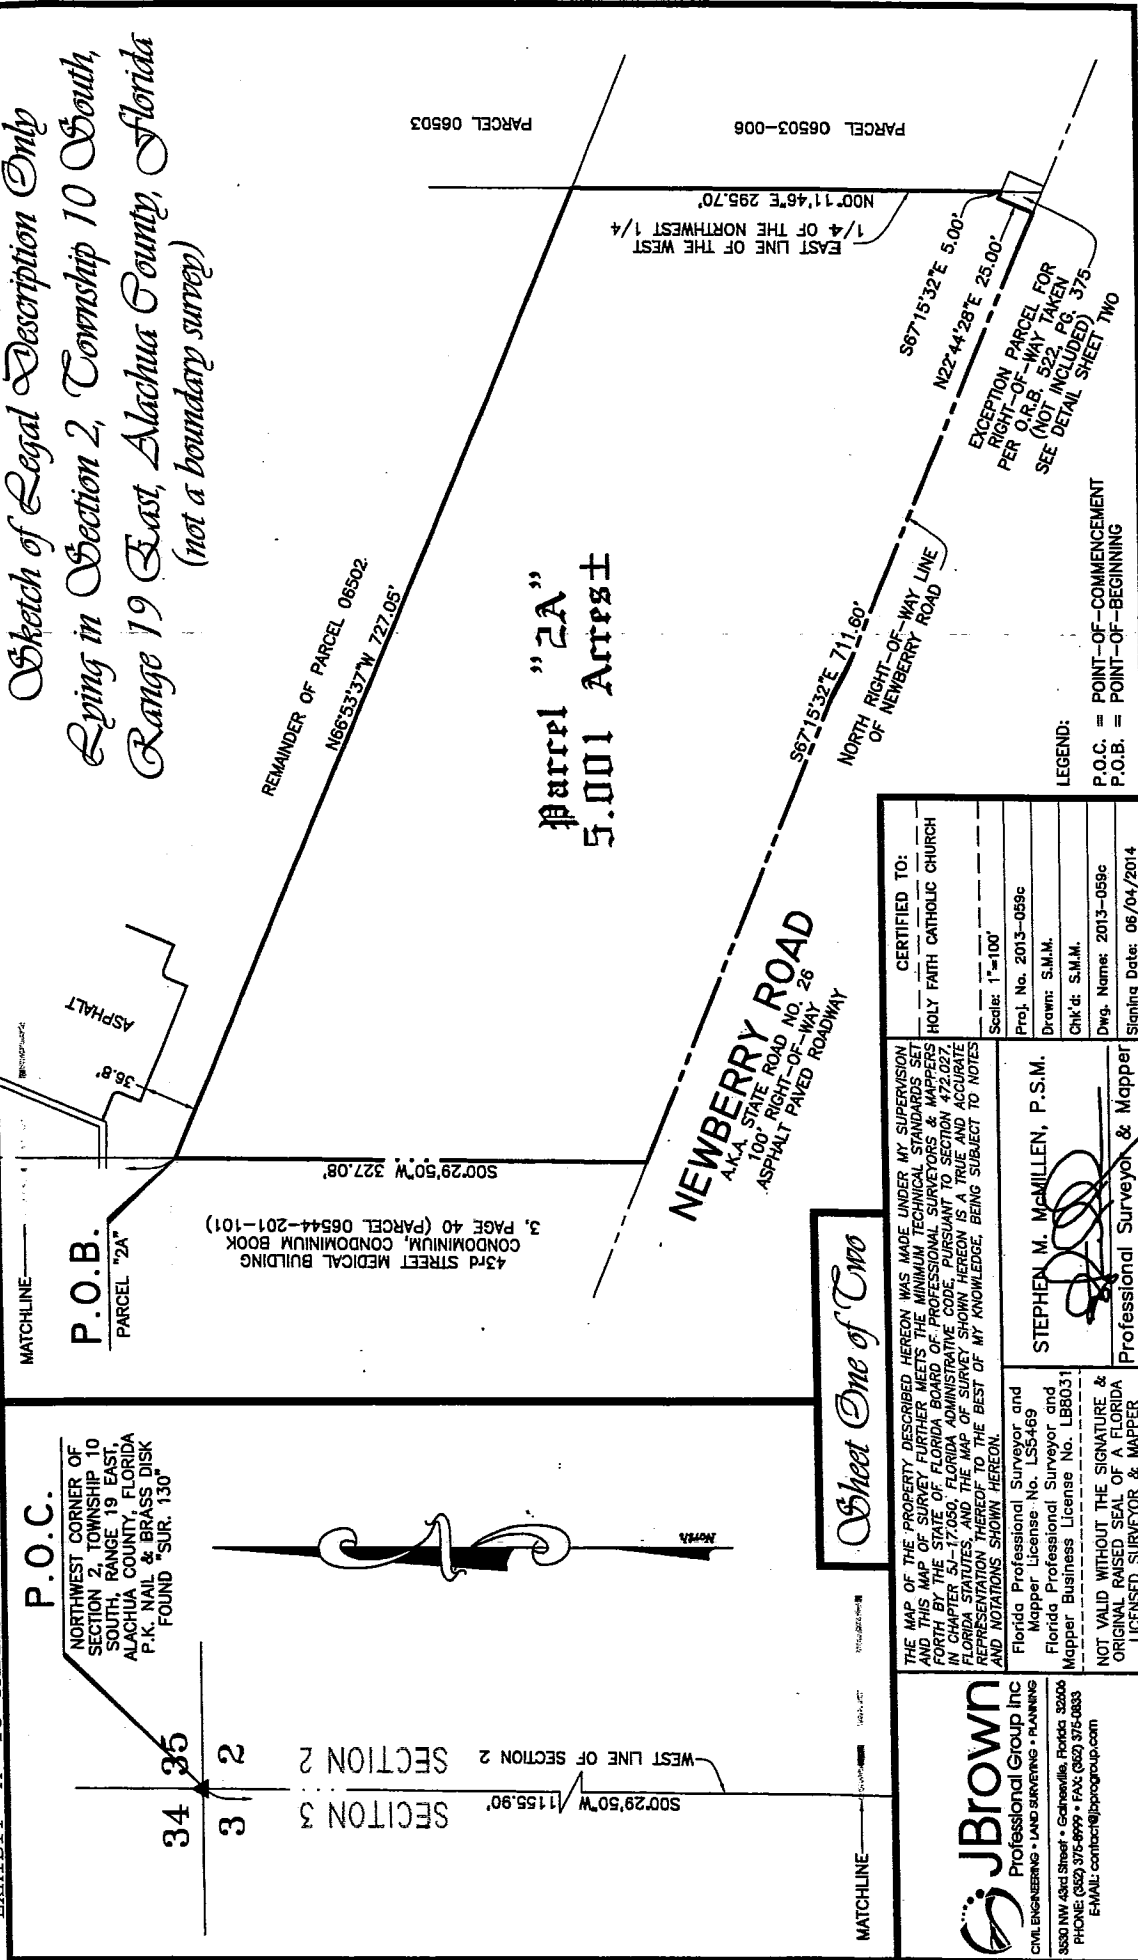 Sketch of Legal Description Only
Lying in Section 2, Township 10 South,
Range 19 East, Alachua County, Florida
(not a boundary survey)
P.O.C.
NORTHWEST CORNER OF
SECTION 2, TOWNSHIP 10
SOUTH, RANGE 19 EAST,
ALACHUA COUNTY, FLORIDA
P.K. NAIL & BRASS DISK
FOUND "SUR. 130"
34
35
3
2
SECITON 3
SECTION 2
S00°29'50"W 1155.90'
WEST LINE OF SECTION 2
MATCHLINE
North
MATCHLINE
P.O.B.
PARCEL "2A"
36.8'
ASPHALT
43rd STREET MEDICAL BUILDING
CONDOMINIUM, CONDOMINIUM BOOK
3, PAGE 40 (PARCEL 06544-201-101)
S00°29'50"W 327.08'
REMAINDER OF PARCEL 06502
N66°53'37"W 727.05'
PARCEL 06503
PARCEL 06503-006
EAST LINE OF THE WEST
1/4 OF THE NORTHWEST 1/4
N00°11'46"E 295.70'
Parcel "2A"
5.001 Acres±
S67°15'32"E 5.00'
N22°44'28"E 25.00'
EXCEPTION PARCEL FOR
RIGHT-OF-WAY TAKEN
PER O.R.B. 522, PG. 375
(NOT INCLUDED)
SEE DETAIL SHEET TWO
S67°15'32"E 711.60'
NORTH RIGHT-OF-WAY LINE
OF NEWBERRY ROAD
NEWBERRY ROAD
A.K.A. STATE ROAD NO. 26
100' RIGHT-OF-WAY
ASPHALT PAVED ROADWAY
LEGEND:
P.O.C. = POINT-OF-COMMENCEMENT
P.O.B. = POINT-OF-BEGINNING
Sheet One of Two
JBrown
Professional Group Inc
CIVIL ENGINEERING • LAND SURVEYING • PLANNING
3530 NW 43rd Street • Gainesville, Florida 32606
PHONE: (352) 375-8999 • FAX: (352) 375-0833
E-MAIL: contact@jbprogroup.com
THE MAP OF THE PROPERTY DESCRIBED HEREON WAS MADE UNDER MY SUPERVISION
AND THIS MAP OF SURVEY FURTHER MEETS THE MINIMUM TECHNICAL STANDARDS SET
FORTH BY THE STATE OF FLORIDA BOARD OF PROFESSIONAL SURVEYORS & MAPPERS
IN CHAPTER 5J-17.050, FLORIDA ADMINISTRATIVE CODE, PURSUANT TO SECTION 472.027,
FLORIDA STATUTES, AND THE MAP OF SURVEY SHOWN HEREON IS A TRUE AND ACCURATE
REPRESENTATION THEREOF TO THE BEST OF MY KNOWLEDGE, BEING SUBJECT TO NOTES
AND NOTATIONS SHOWN HEREON.
Florida Professional Surveyor and
Mapper License No. LS5469
Florida Professional Surveyor and
Mapper Business License No. LB8031
NOT VALID WITHOUT THE SIGNATURE &
ORIGINAL RAISED SEAL OF A FLORIDA
LICENSED SURVEYOR & MAPPER
STEPHEN M. McMILLEN, P.S.M.
Professional Surveyor & Mapper
CERTIFIED TO:
HOLY FAITH CATHOLIC CHURCH
Scale: 1"=100'
Proj. No. 2013-059c
Drawn: S.M.M.
Chk'd: S.M.M.
Dwg. Name: 2013-059c
Signing Date: 06/04/2014